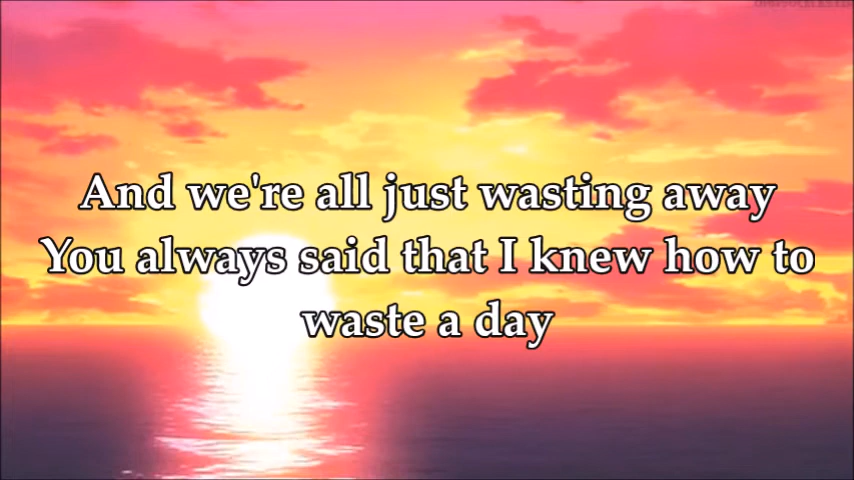 And we're all just wasting away
You always said that I knew how to
waste a day